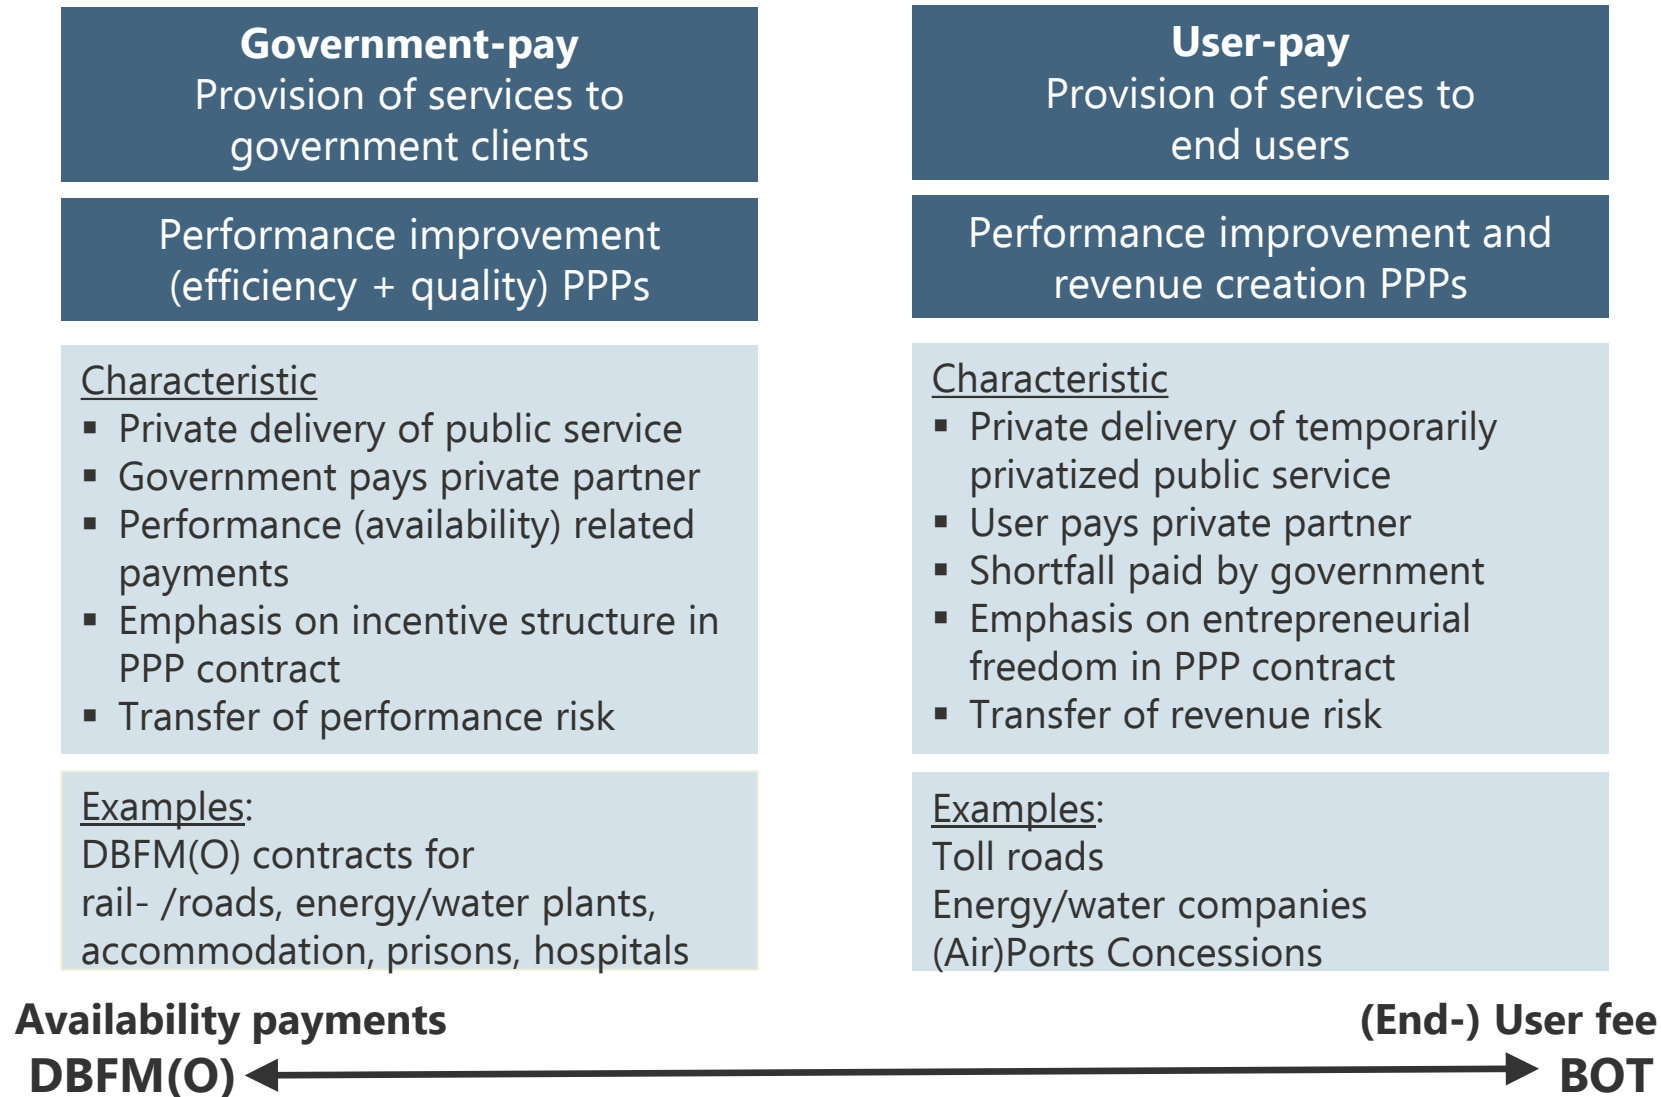 Government-pay
Provision of services to
government clients
Performance improvement
(efficiency + quality) PPPs
Characteristic
▪ Private delivery of public service
▪ Government pays private partner
▪ Performance (availability) related
payments
▪ Emphasis on incentive structure in
PPP contract
▪ Transfer of performance risk
Examples:
DBFM(O) contracts for
rail- /roads, energy/water plants,
accommodation, prisons, hospitals
User-pay
Provision of services to
end users
Performance improvement and
revenue creation PPPs
Characteristic
▪ Private delivery of temporarily
privatized public service
▪ User pays private partner
▪ Shortfall paid by government
▪ Emphasis on entrepreneurial
freedom in PPP contract
▪ Transfer of revenue risk
Examples:
Toll roads
Energy/water companies
(Air)Ports Concessions
Availability payments
DBFM(O)
(End-) User fee
BOT